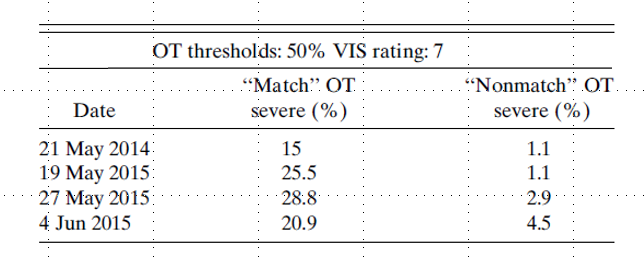 OT thresholds: 50% VIS rating: 7
“Match” OT “Nonmatch” OT
Date severe (%) severe (%)
21 May 2014 15 1.1
19 May 2015 25.5 1.1
27 May 2015 28.8 2.9
4 Jun 2015 20.9 4.5